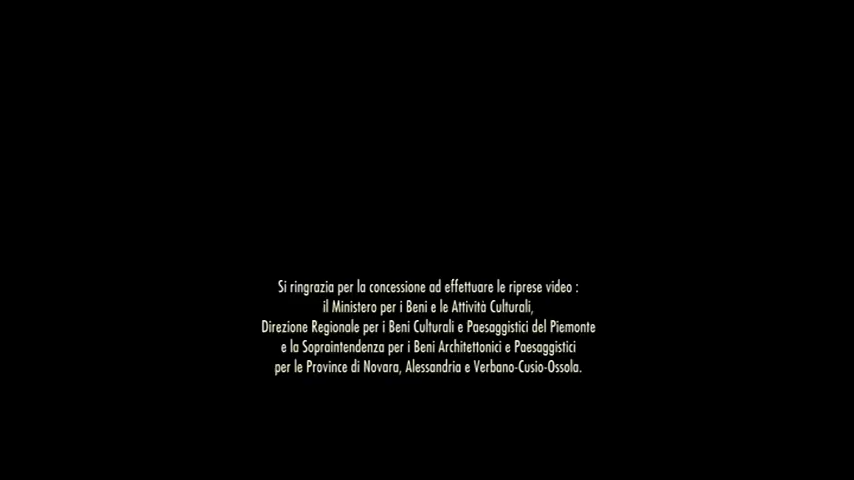 Si ringrazia per la concessione ad effettuare le riprese video :
il Ministero per i Beni e le Attività Culturali,
Direzione Regionale per i Beni Culturali e Paesaggistici del Piemonte
e la Sopraintendenza per i Beni Architettonici e Paesaggistici
per le Province di Novara, Alessandria e Verbano-Cusio-Ossola.